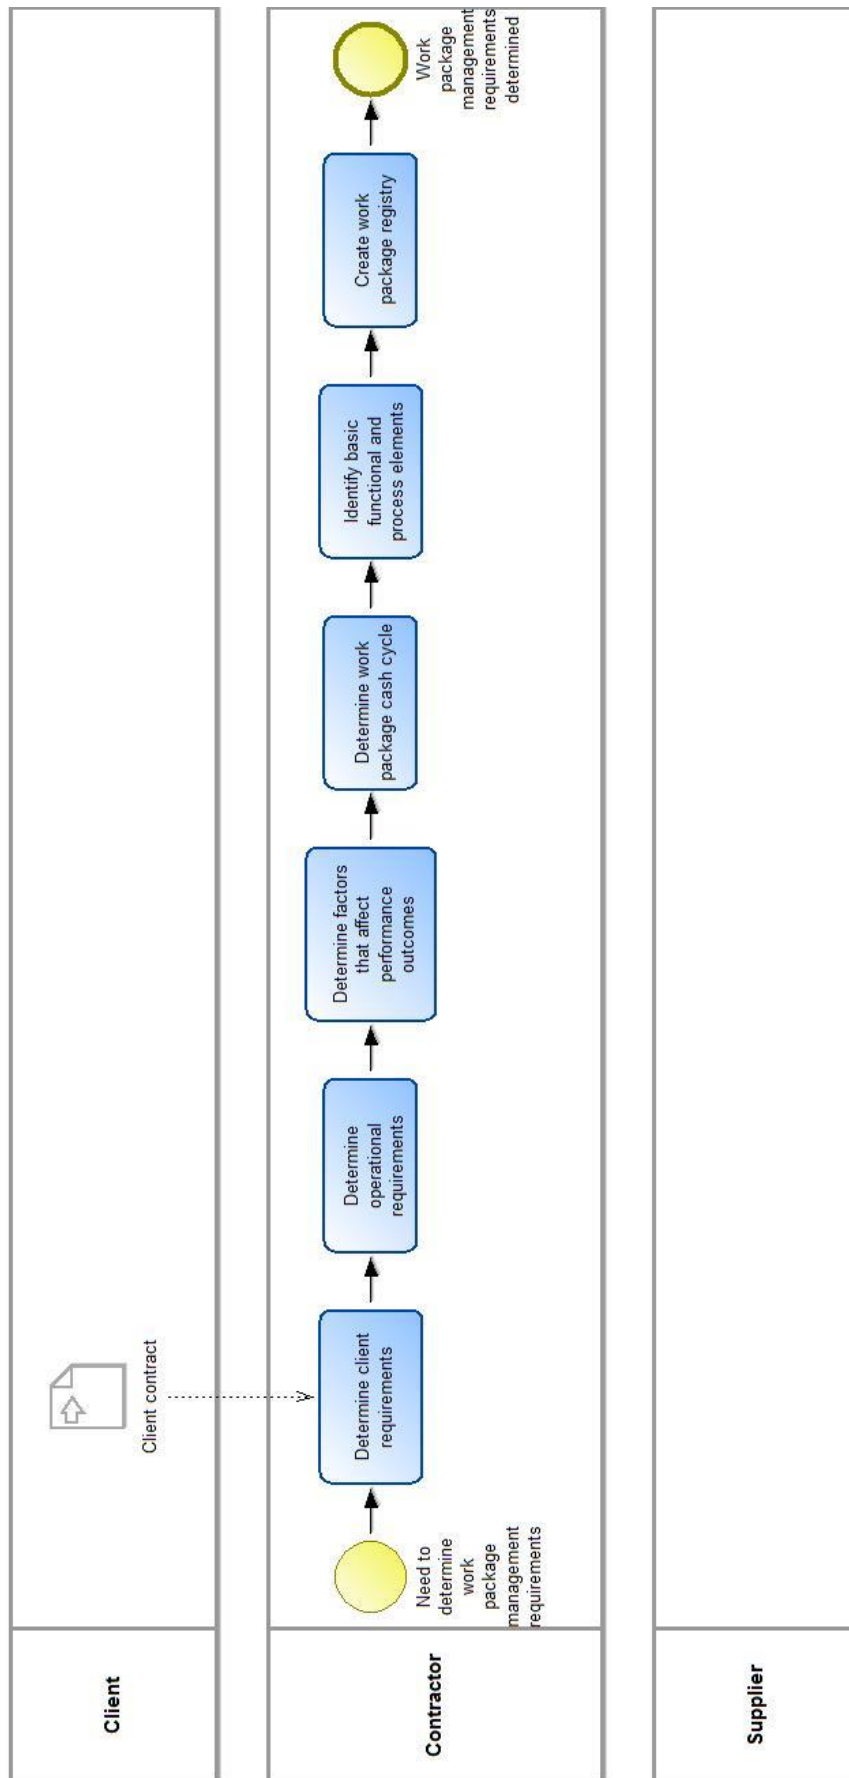 Client
Client contract
Contractor
Need to
determine
work
package
management
requirements
Determine client
requirements
Determine
operational
requirements
Determine factors
that affect
performance
outcomes
Determine work
package cash cycle
Identify basic
functional and
process elements
Create work
package registry
Work
package
management
requirements
determined
Supplier